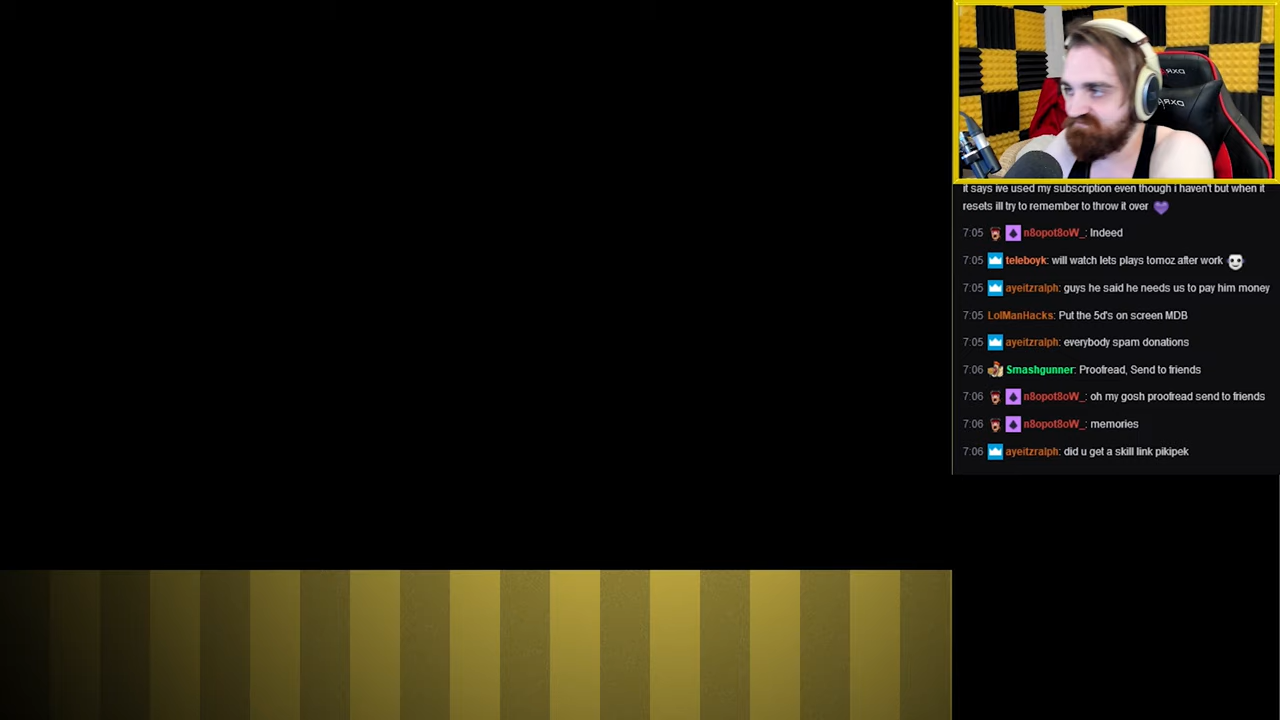 it says ive used my subscription even though i haven't but when it
resets ill try to remember to throw it over
7:05 n8opot8oW_: Indeed
7:05 teleboyk: will watch lets plays tomoz after work
7:05 ayeitzralph: guys he said he needs us to pay him money
7:05 LolManHacks: Put the 5d's on screen MDB
7:05 ayeitzralph: everybody spam donations
7:06 Smashgunner: Proofread, Send to friends
7:06 n8opot8oW_: oh my gosh proofread send to friends
7:06 n8opot8oW_: memories
7:06 ayeitzralph: did u get a skill link pikipek